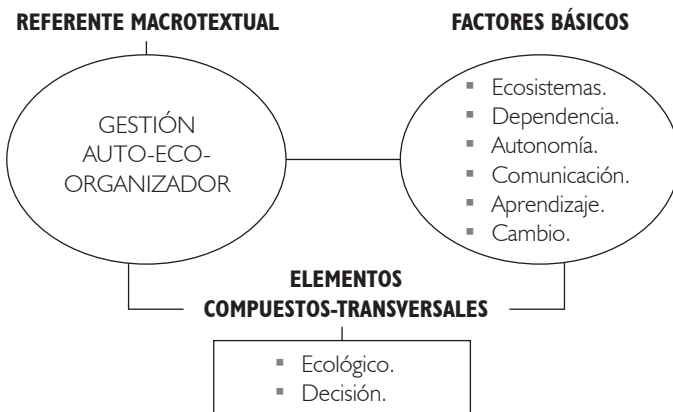 REFERENTE MACROTEXTUAL
GESTIÓN
AUTO-ECO-
ORGANIZADOR
FACTORES BÁSICOS
▪ Ecosistemas.
▪ Dependencia.
▪ Autonomía.
▪ Comunicación.
▪ Aprendizaje.
▪ Cambio.
ELEMENTOS
COMPUESTOS-TRANSVERSALES
▪ Ecológico.
▪ Decisión.